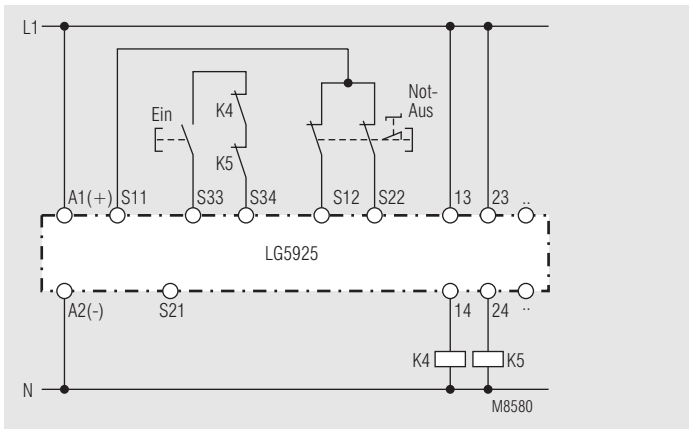 L1
Ein
K4
K5
Not-
Aus
A1(+) S11 S33 S34 S12 S22 13 23 ..
LG5925
A2(-) S21 14 24 ..
K4 K5
N
M8580